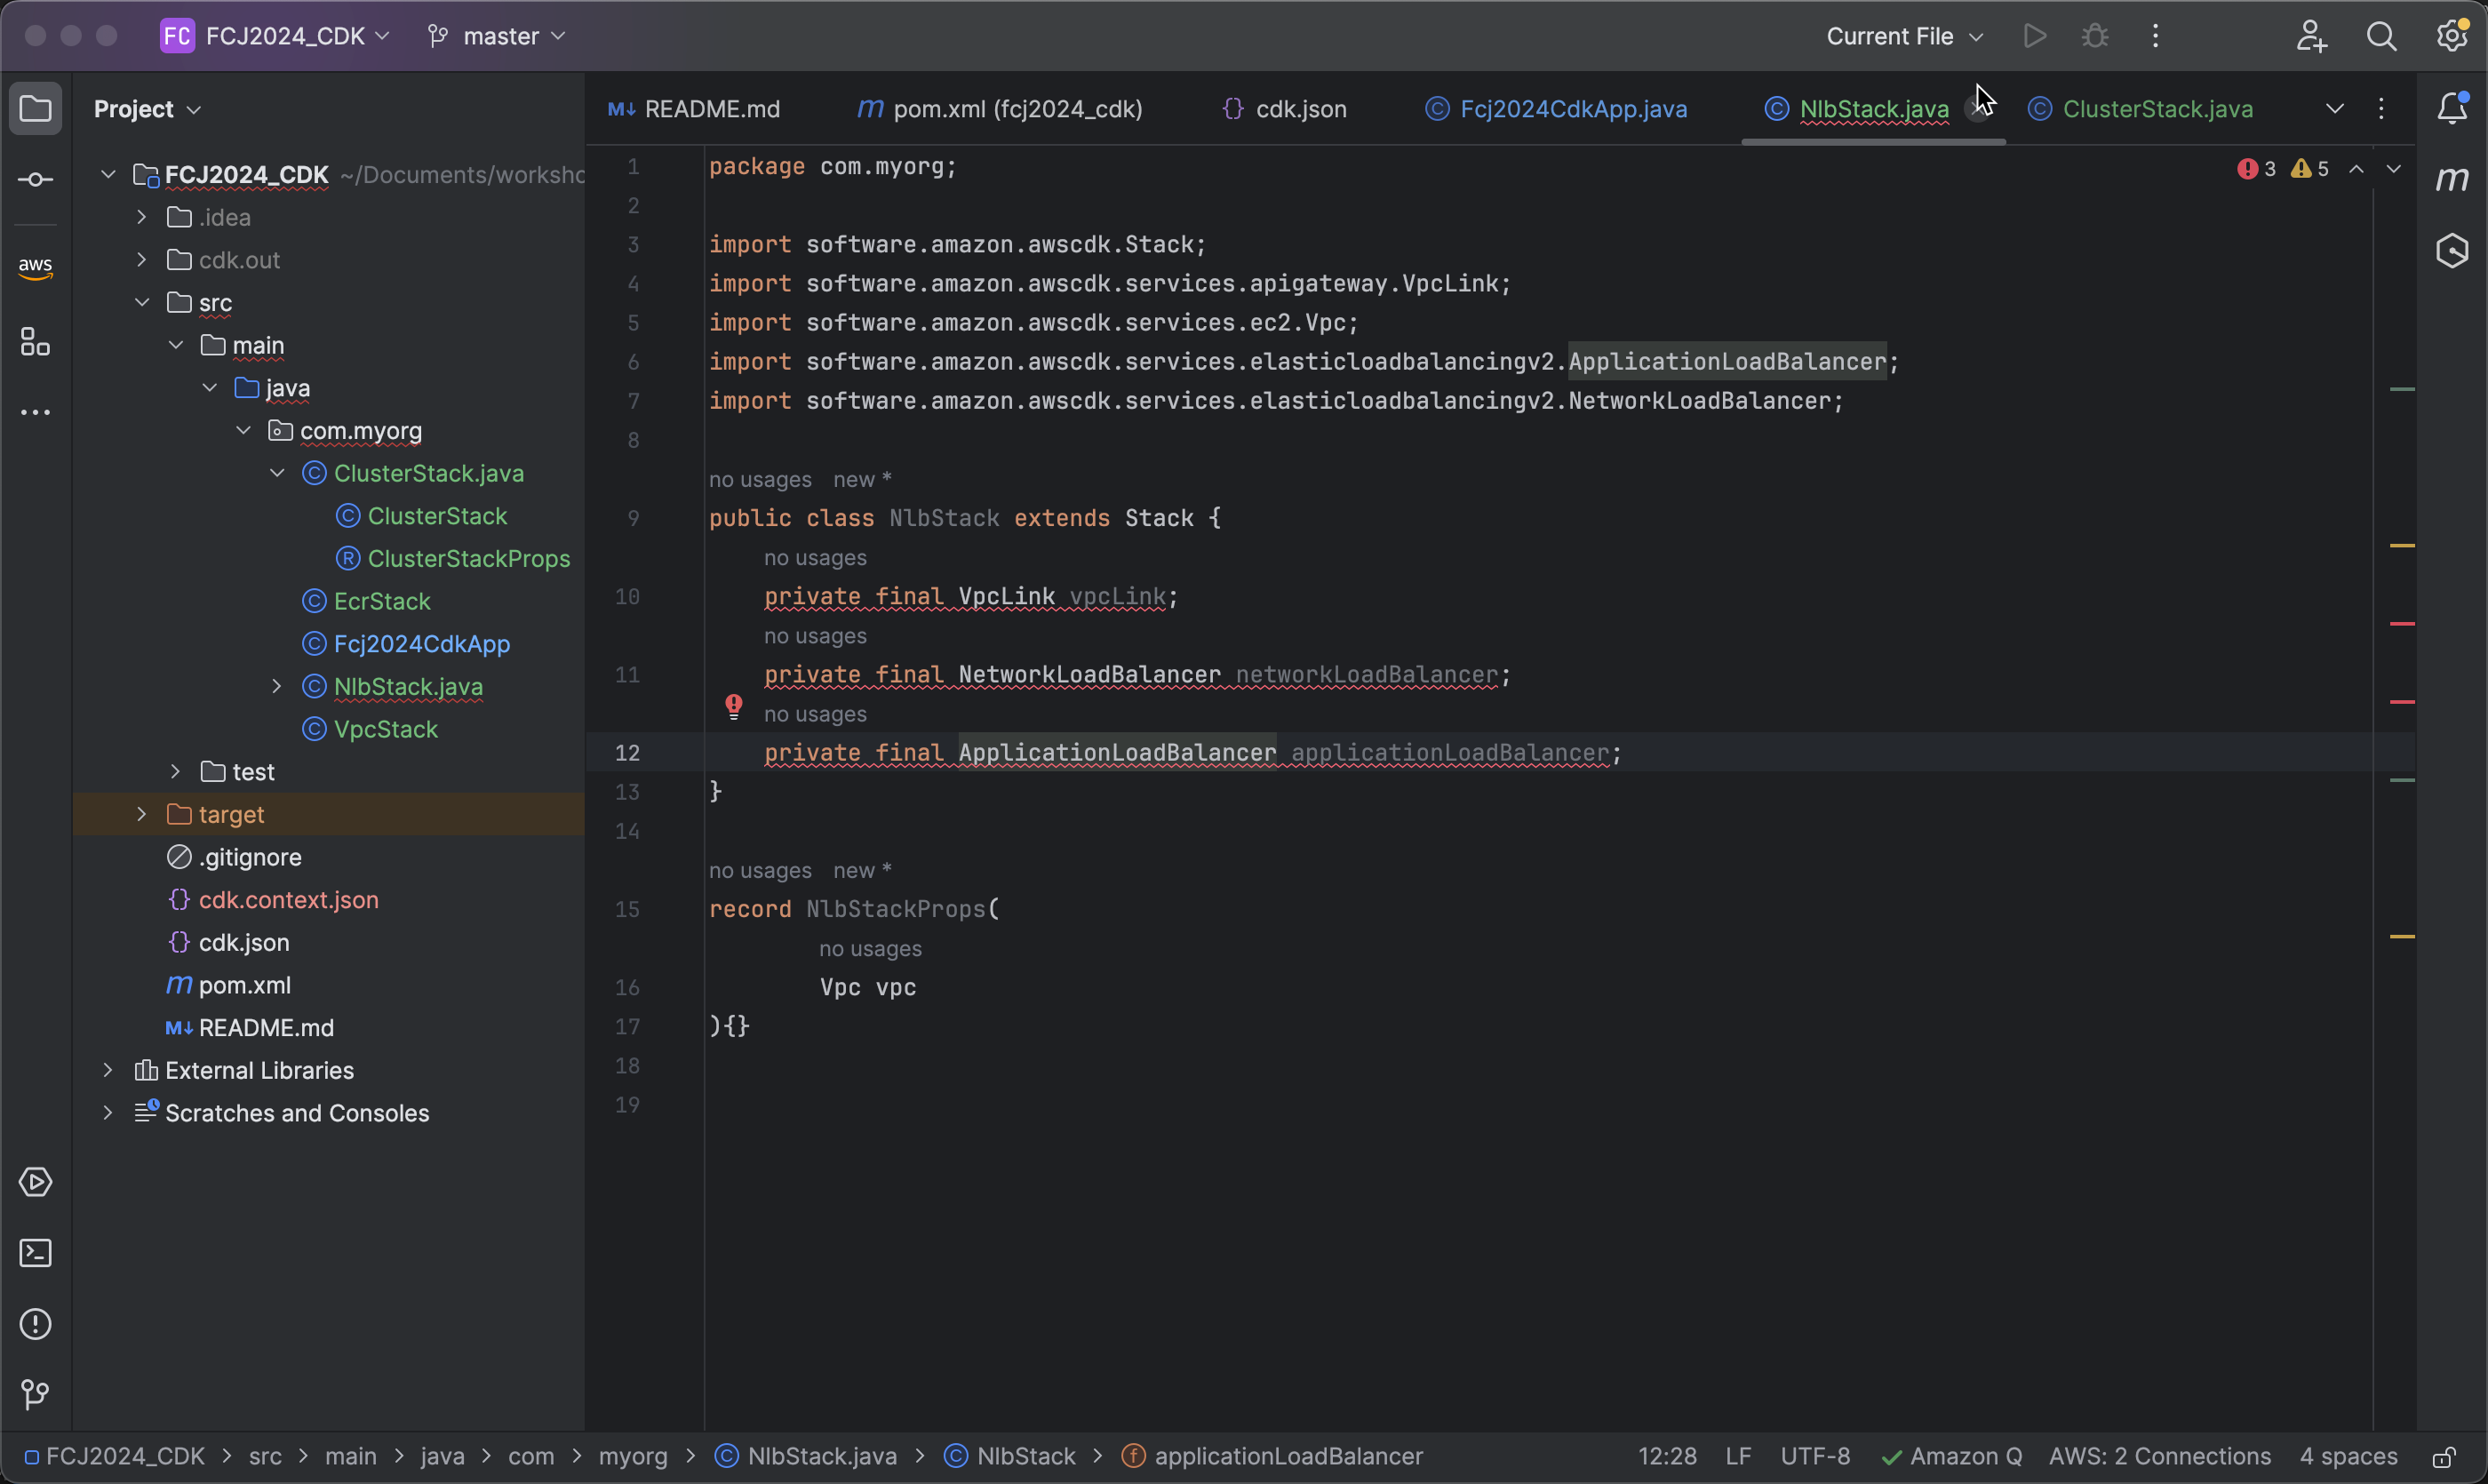 FC FCJ2024_CDK master Current File
Project
README.md pom.xml (fcj2024_cdk) cdk.json Fcj2024CdkApp.java NlbStack.java ClusterStack.java
aws
FCJ2024_CDK ~/Documents/worksho
.idea
cdk.out
src
main
java
com.myorg
ClusterStack.java
ClusterStack
ClusterStackProps
EcrStack
Fcj2024CdkApp
NlbStack.java
VpcStack
test
target
.gitignore
cdk.context.json
cdk.json
pom.xml
README.md
External Libraries
Scratches and Consoles
3 5
1 package com.myorg;
2
3 import software.amazon.awscdk.Stack;
4 import software.amazon.awscdk.services.apigateway.VpcLink;
5 import software.amazon.awscdk.services.ec2.Vpc;
6 import software.amazon.awscdk.services.elasticloadbalancingv2.ApplicationLoadBalancer;
7 import software.amazon.awscdk.services.elasticloadbalancingv2.NetworkLoadBalancer;
8
no usages new *
9 public class NlbStack extends Stack {
no usages
10 private final VpcLink vpcLink;
no usages
11 private final NetworkLoadBalancer networkLoadBalancer;
no usages
12 private final ApplicationLoadBalancer applicationLoadBalancer;
13 }
14
no usages new *
15 record NlbStackProps(
no usages
16 Vpc vpc
17 ){}
18
19
FCJ2024_CDK > src > main > java > com > myorg > NlbStack.java > NlbStack > applicationLoadBalancer 12:28 LF UTF-8 Amazon Q AWS: 2 Connections 4 spaces